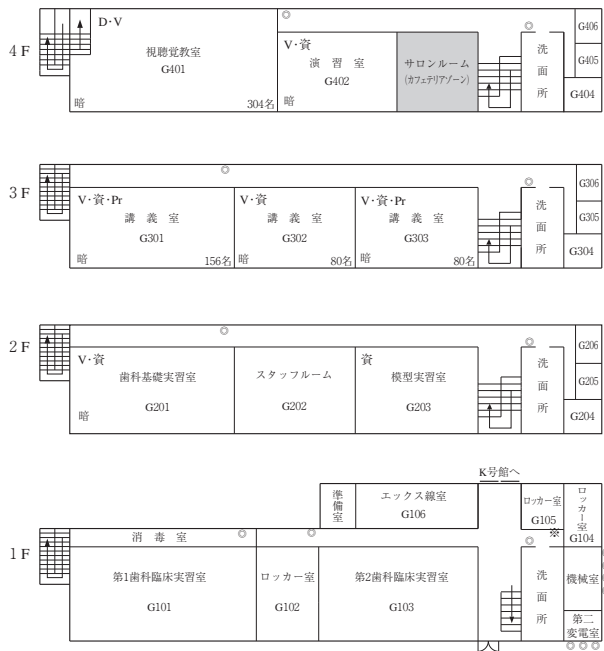 4F
D・V
視聴覚教室
G401
暗
304名
◎
V・資
演習室
G402
暗
サロンルーム
(カフェテリアゾーン)
◎
洗面所
G406
G405
G404
3F
◎
V・資・Pr
講義室
G301
暗
156名
V・資
講義室
G302
暗
80名
V・資・Pr
講義室
G303
暗
80名
◎
洗面所
G306
G305
G304
2F
◎
V・資
歯科基礎実習室
G201
暗
スタッフルーム
G202
資
模型実習室
G203
◎
洗面所
G206
G205
G204
K号館へ
1F
準備室
エックス線室
G106
ロッカー室
G105
※
ロッカー室
G104
消毒室
◎
◎
◎
第1歯科臨床実習室
G101
ロッカー室
G102
第2歯科臨床実習室
G103
洗面所
機械室
第二
変電室
◎◎◎